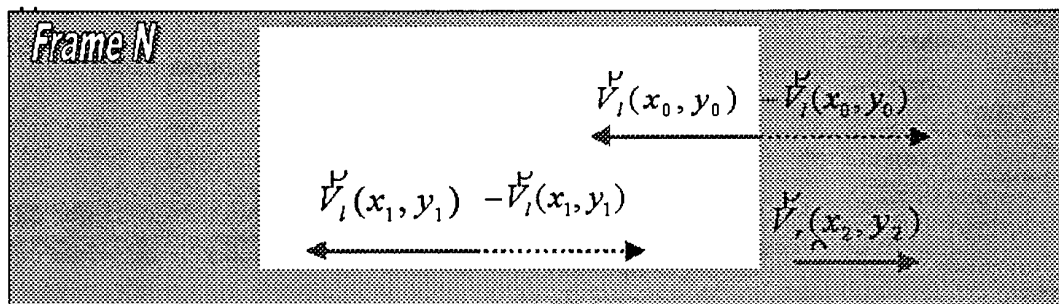 Frame N
V_l(x_0, y_0) -V_l(x_0, y_0)
V_l(x_1, y_1) -V_l(x_1, y_1)
V_r(x_2, y_2)